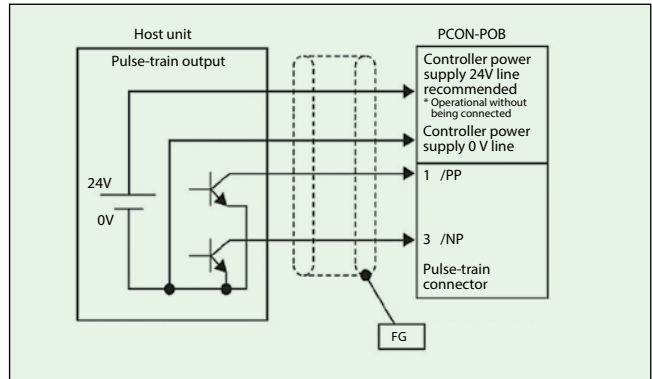 Host unit
Pulse-train output
24V
0V
PCON-POB
Controller power
supply 24V line
recommended
* Operational without
being connected
Controller power
supply 0 V line
1 /PP
3 /NP
Pulse-train
connector
FG